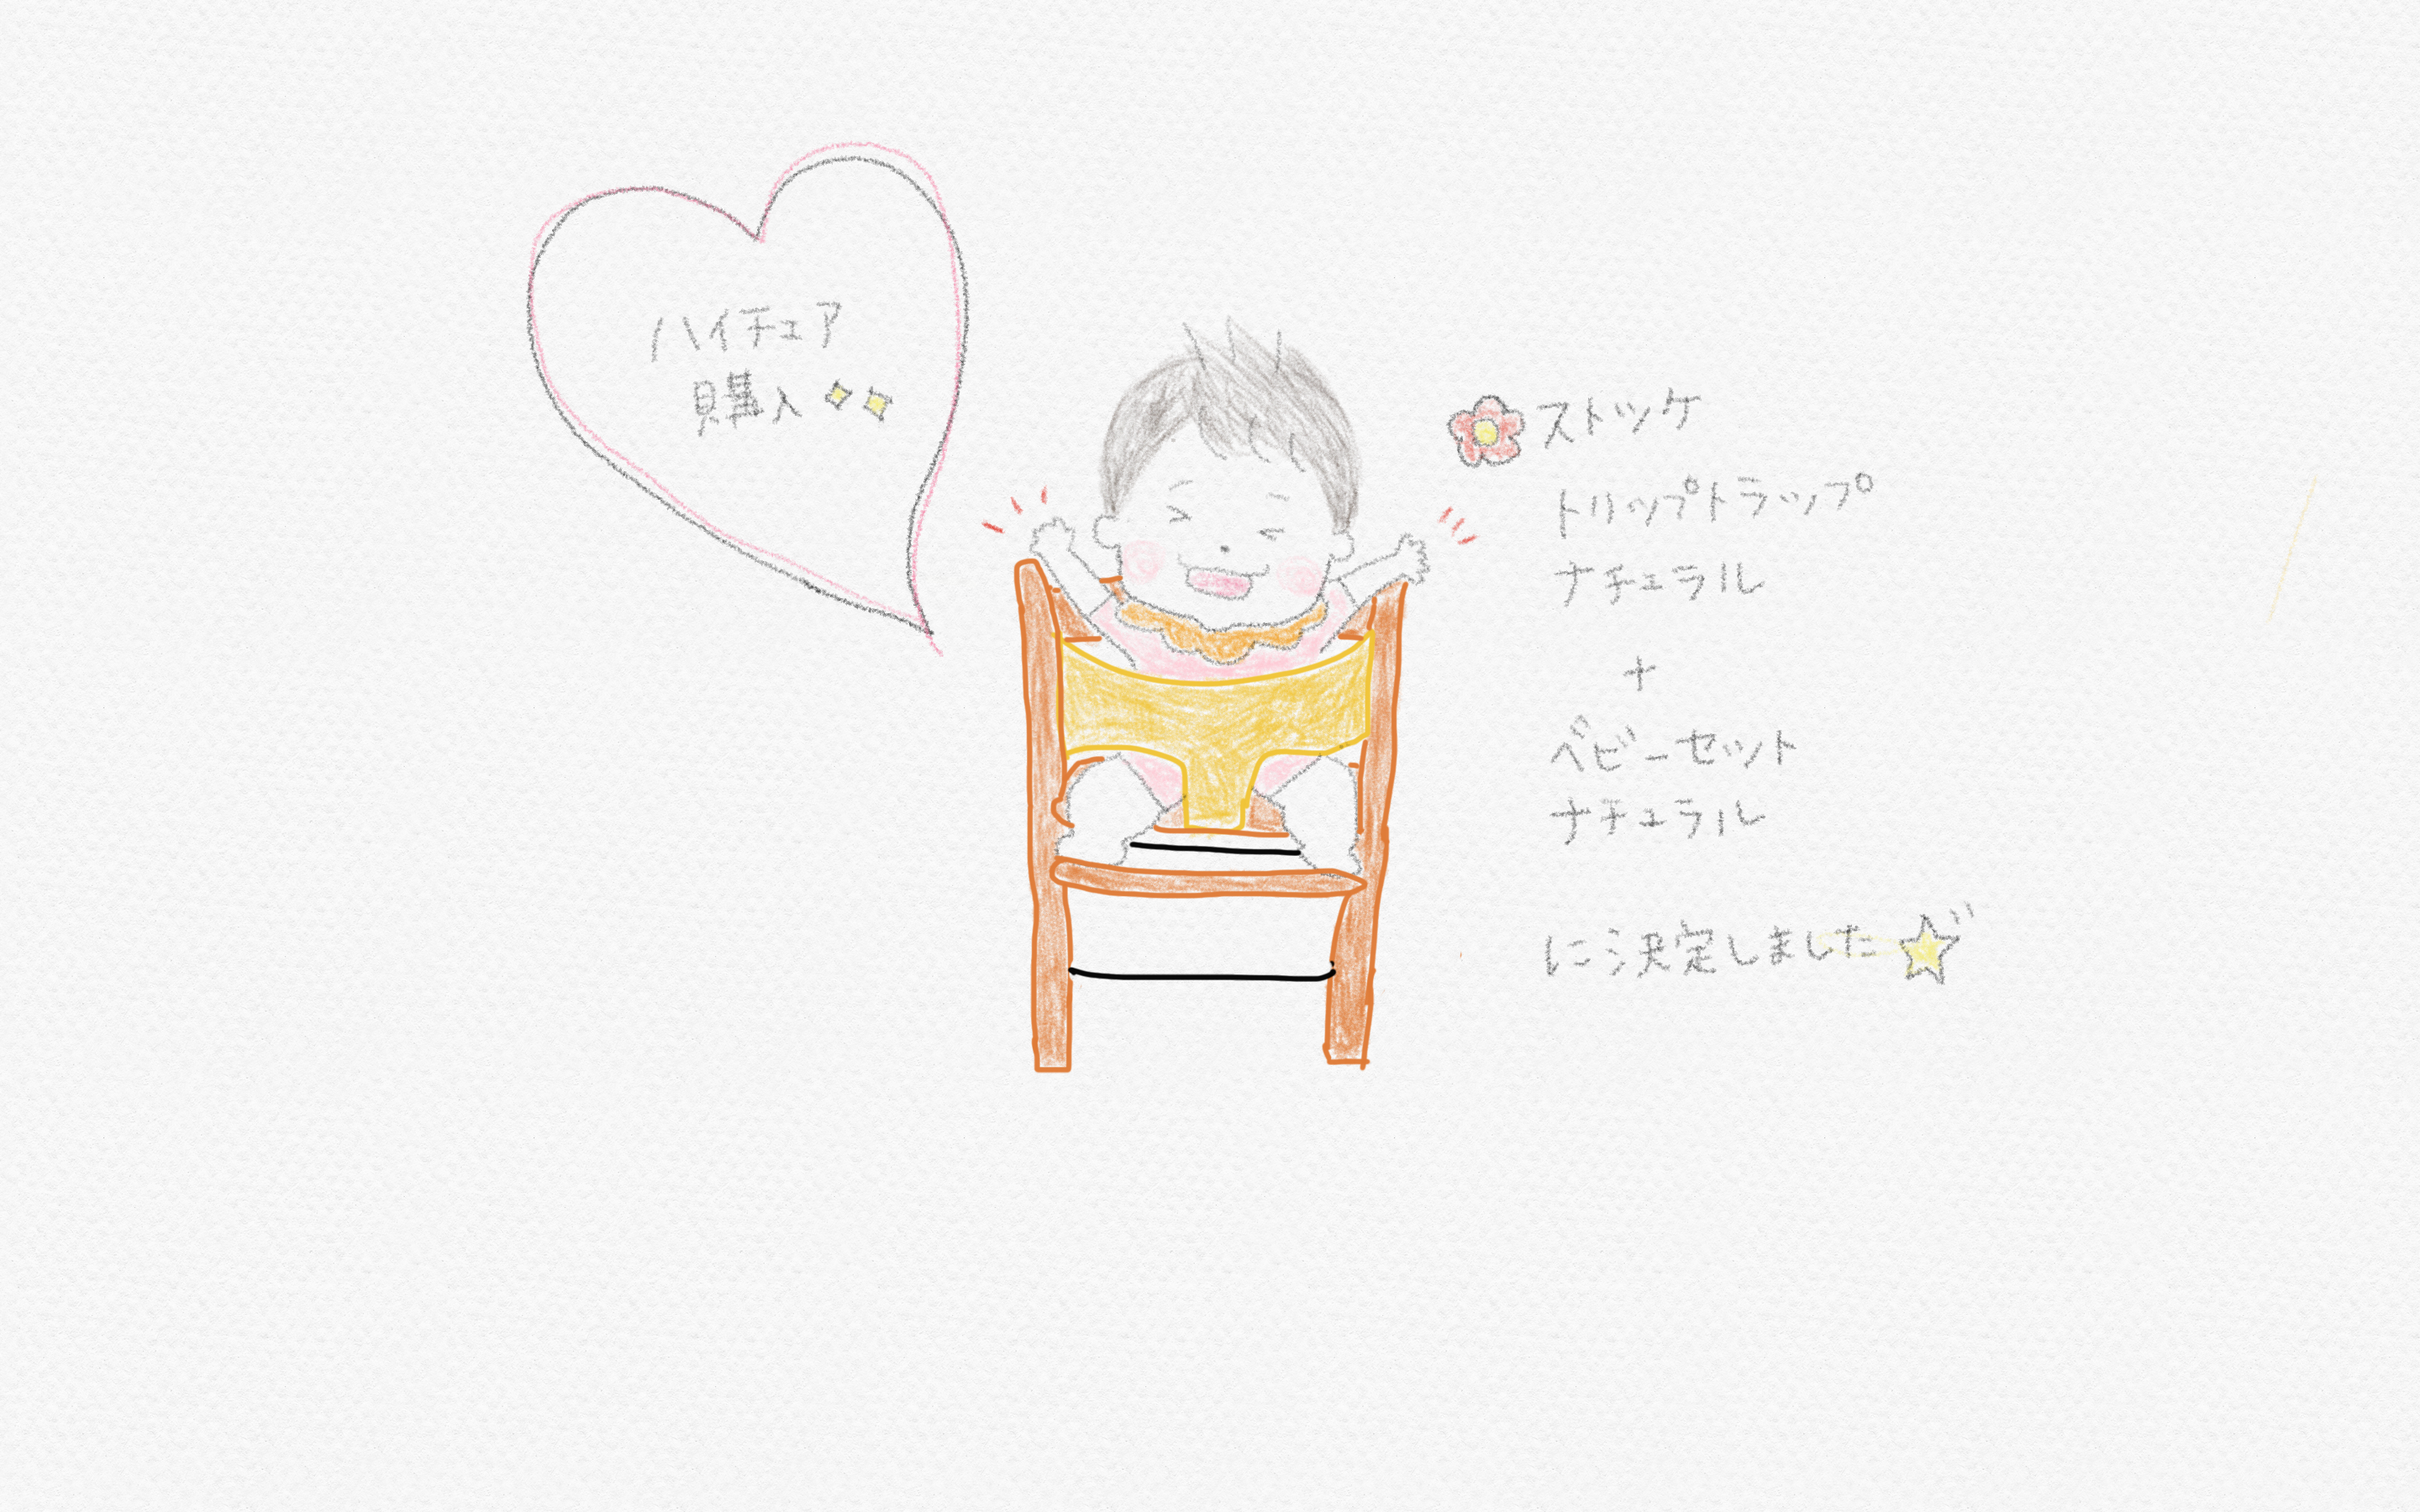 ハイチェア
購入
ストッケ
トリップトラップ
ナチュラル
+
ベビーセット
ナチュラル
に決定しました